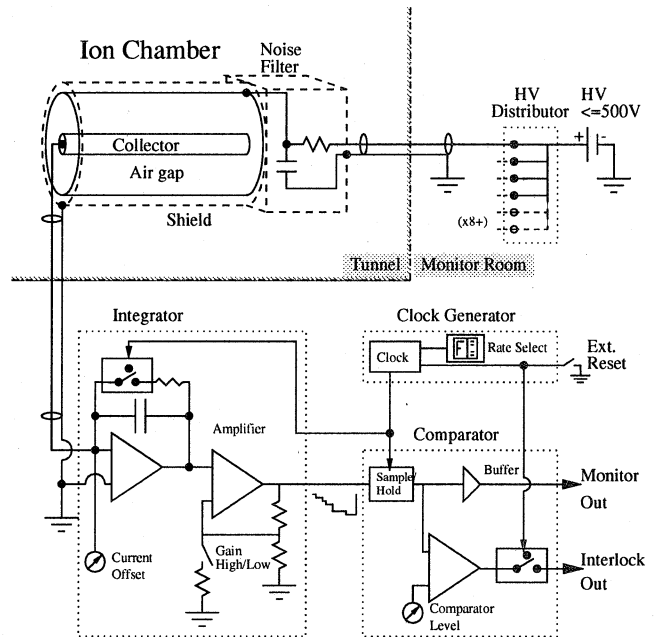 Ion Chamber
Noise
Filter
HV
Distributor
HV
<=500V
+
-
Collector
Air gap
(x8+)
Shield
Tunnel
Monitor Room
Integrator
Clock Generator
Clock
Rate Select
Ext.
Reset
Amplifier
Comparator
Sample/
Hold
Buffer
Monitor
Out
Current
Offset
Gain
High/Low
Interlock
Out
Comparator
Level